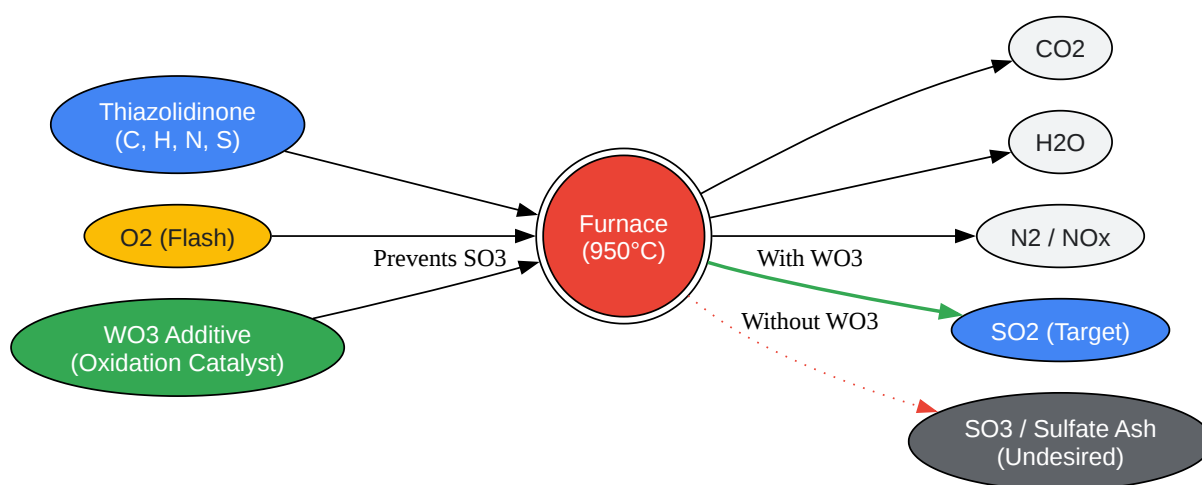 Thiazolidinone
(C, H, N, S)
O2 (Flash)
WO3 Additive
(Oxidation Catalyst)
Prevents SO3
Furnace
(950°C)
With WO3
Without WO3
CO2
H2O
N2 / NOx
SO2 (Target)
SO3 / Sulfate Ash
(Undesired)